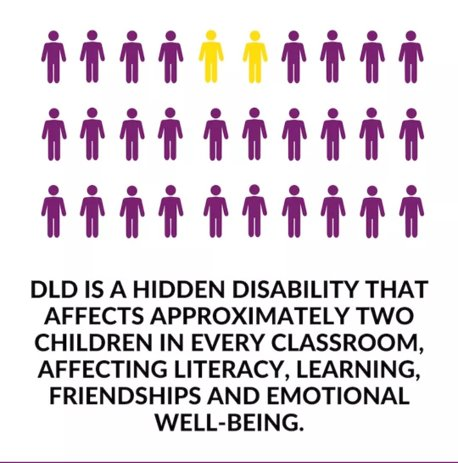 DLD IS A HIDDEN DISABILITY THAT
AFFECTS APPROXIMATELY TWO
CHILDREN IN EVERY CLASSROOM,
AFFECTING LITERACY, LEARNING,
FRIENDSHIPS AND EMOTIONAL
WELL-BEING.